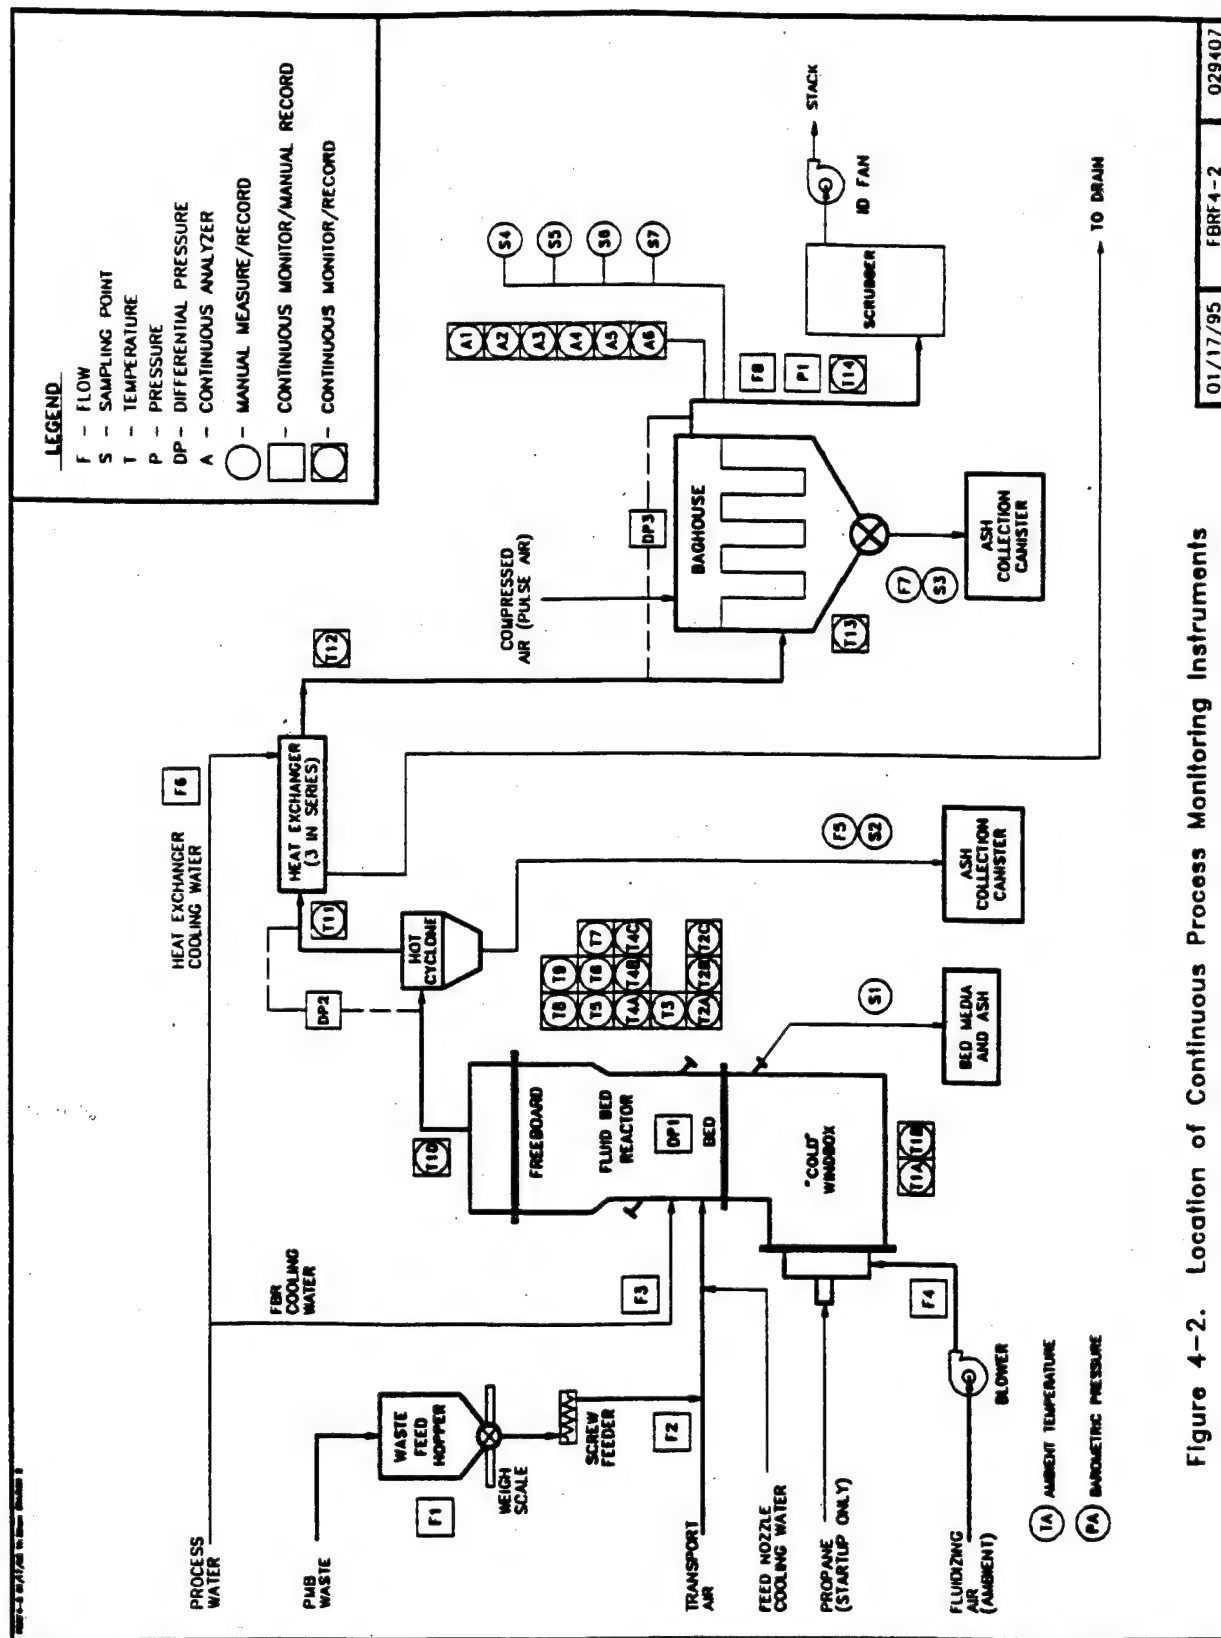 LEGEND
F - FLOW
S - SAMPLING POINT
T - TEMPERATURE
P - PRESSURE
DP - DIFFERENTIAL PRESSURE
A - CONTINUOUS ANALYZER
- MANUAL MEASURE/RECORD
- CONTINUOUS MONITOR/MANUAL RECORD
- CONTINUOUS MONITOR/RECORD
PROCESS
WATER
HEAT EXCHANGER
COOLING WATER
F6
HEAT EXCHANGER
(3 IN SERIES)
T12
T11
DP2
HOT
CYCLONE
T10
FBR
COOLING
WATER
PMB
WASTE
WASTE
FEED
HOPPER
F1
WEIGH
SCALE
SCREW
FEEDER
F2
F3
TRANSPORT
AIR
FEED NOZZLE
COOLING WATER
PROPANE
(STARTUP ONLY)
FLUIDIZING
AIR
(AMBIENT)
BLOWER
F4
FREEBOARD
FLUID BED
REACTOR
DP1
BED
"COLD"
WINDBOX
T1A T1B
T8 T9
T5 T6 T7
T4A T4B T4C
T3
T2A T2B T2C
S1
BED MEDIA
AND ASH
F5 S2
ASH
COLLECTION
CANISTER
COMPRESSED
AIR (PULSE AIR)
DP3
BAGHOUSE
T13
F7 S3
ASH
COLLECTION
CANISTER
A1 A2 A3 A4 A5 A6
S4 S5 S6 S7
F8 P1 T14
SCRUBBER
ID FAN
STACK
TO DRAIN
TA AMBIENT TEMPERATURE
PA BAROMETRIC PRESSURE
Figure 4-2. Location of Continuous Process Monitoring Instruments
01/17/95 FBRF4-2 029407